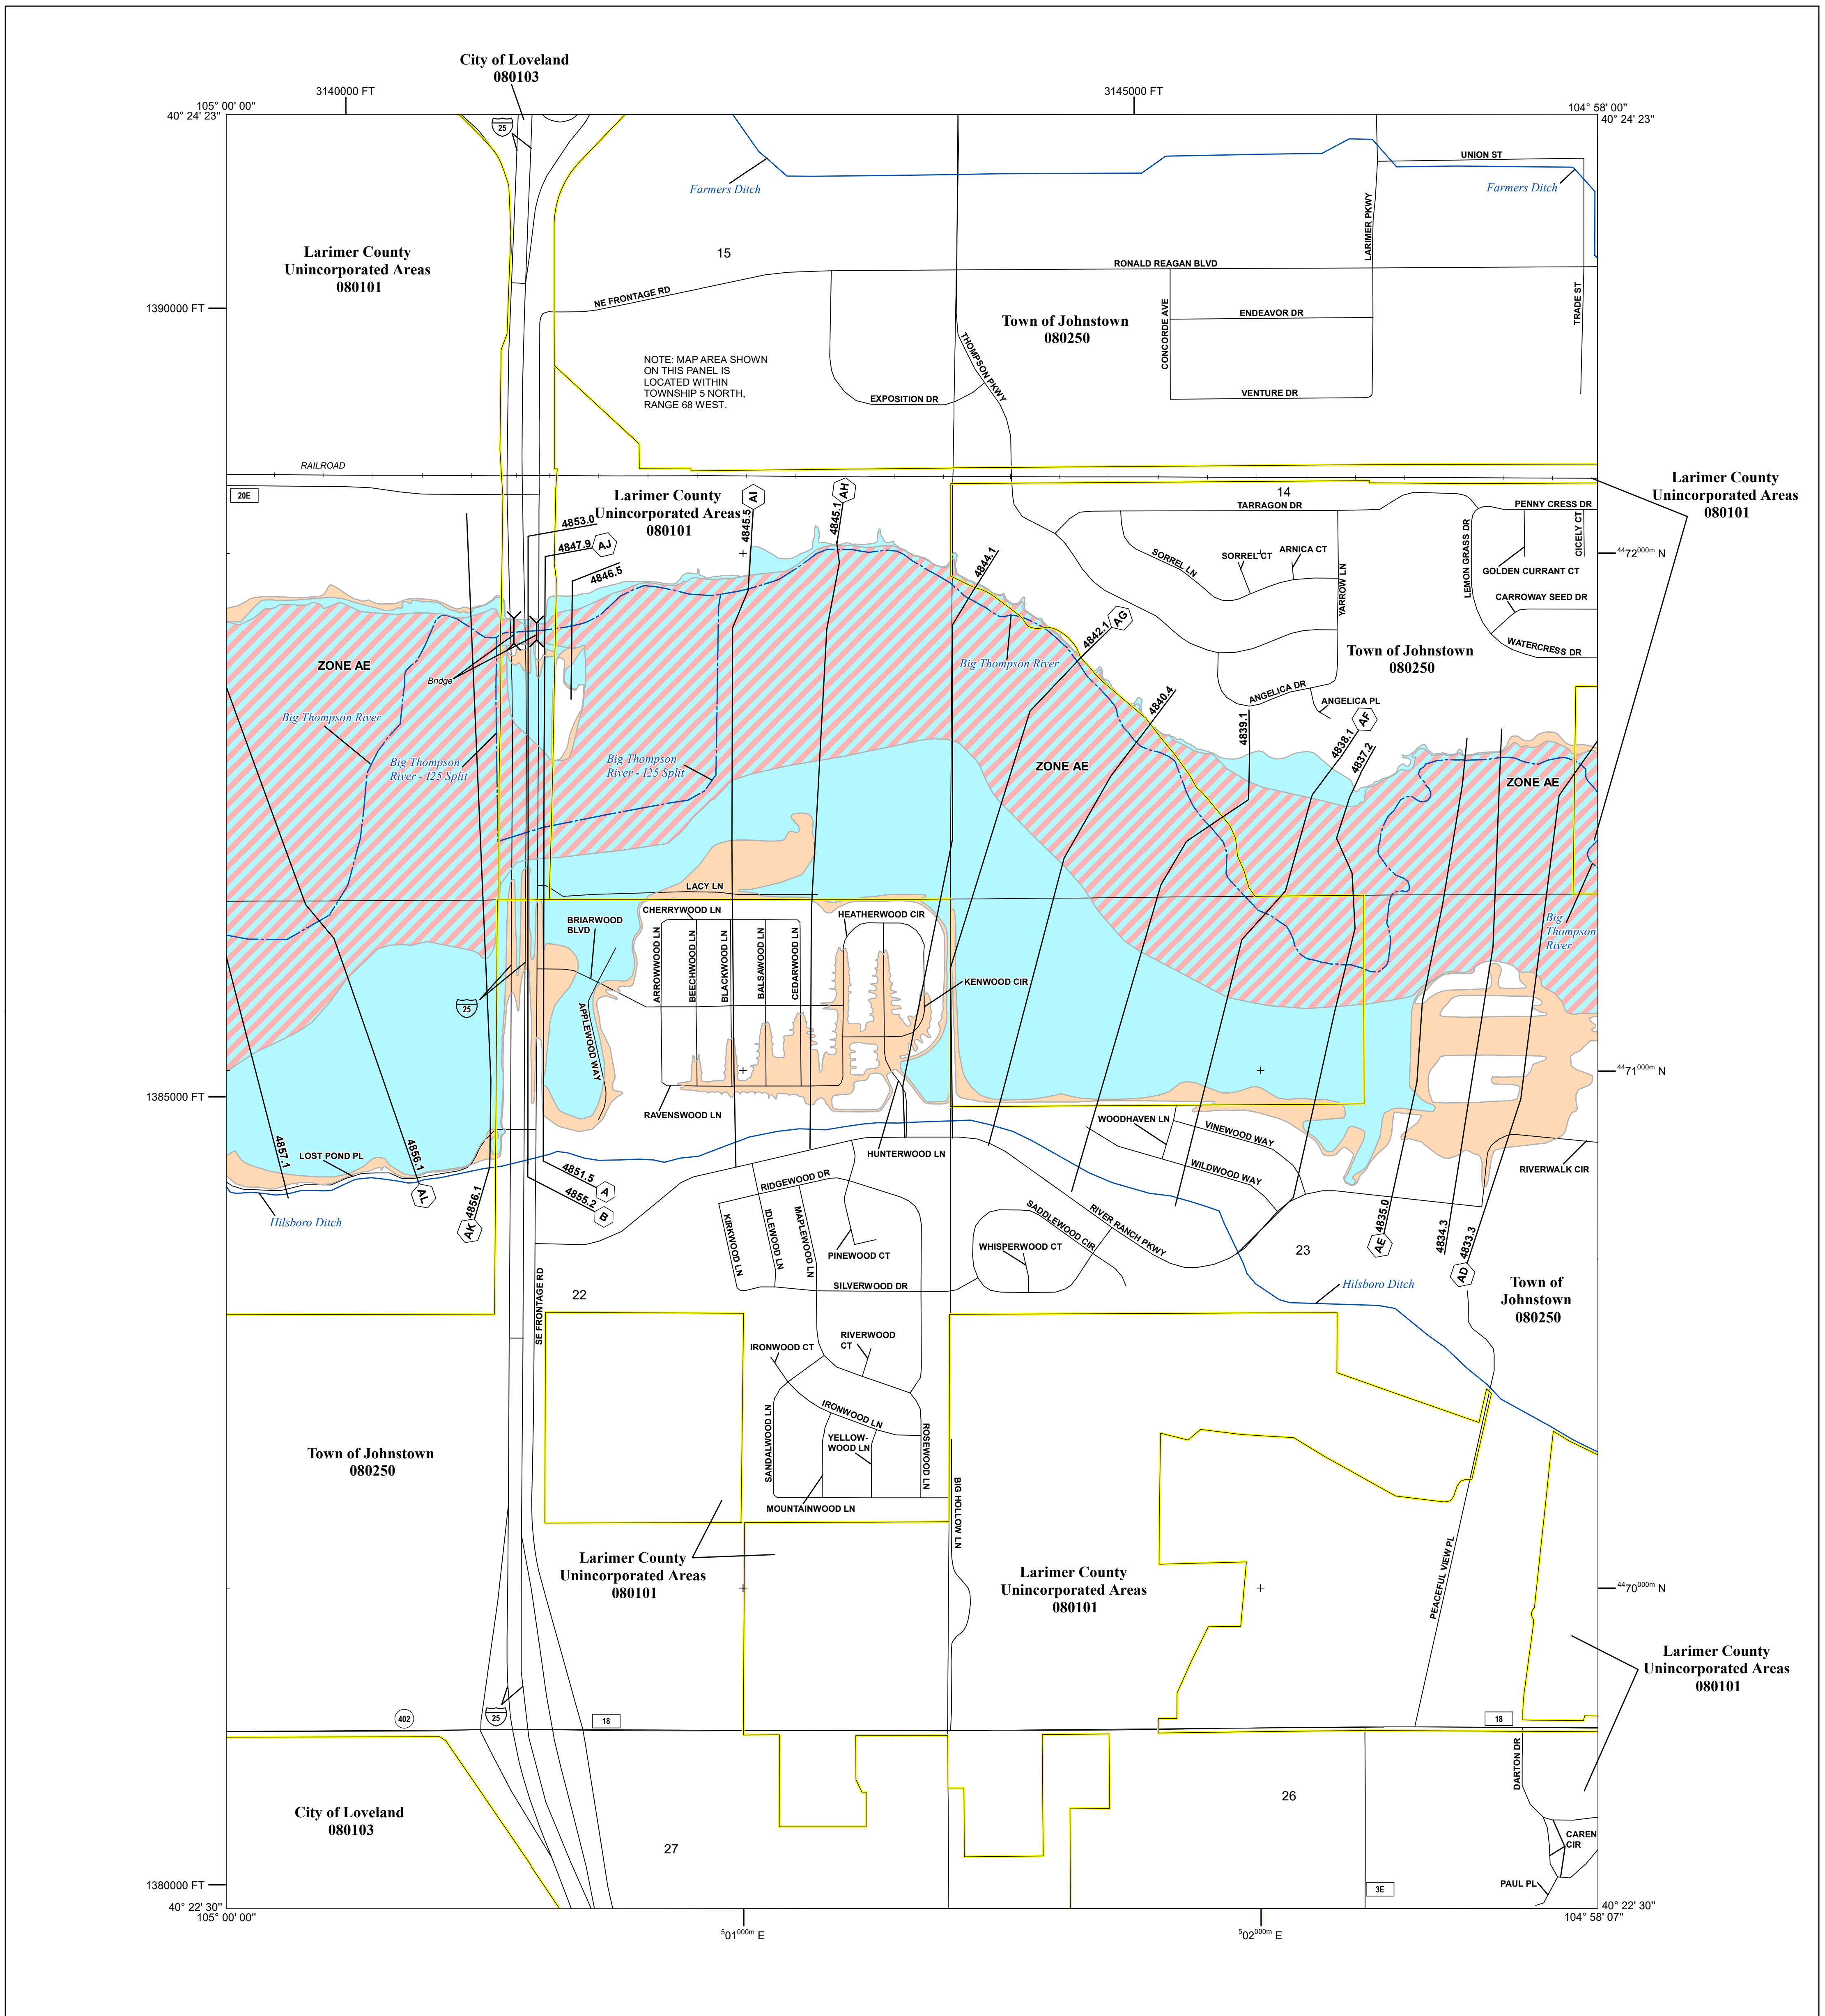 City of Loveland
080103
3140000 FT
3145000 FT
105° 00' 00"
104° 58' 00"
40° 24' 23"
40° 24' 23"
25
UNION ST
Farmers Ditch
Farmers Ditch
LARIMER PKWY
Larimer County
Unincorporated Areas
080101
15
RONALD REAGAN BLVD
NE FRONTAGE RD
TRADE ST
1390000 FT
CONCORDE AVE
ENDEAVOR DR
Town of Johnstown
080250
THOMPSON PKWY
NOTE: MAP AREA SHOWN
ON THIS PANEL IS
LOCATED WITHIN
TOWNSHIP 5 NORTH,
RANGE 68 WEST.
EXPOSITION DR
VENTURE DR
RAILROAD
20E
Larimer County
Unincorporated Areas
080101
AI
AH
4845.5
4845.1
14
Larimer County
Unincorporated Areas
080101
TARRAGON DR
PENNY CRESS DR
CICELY CT
LEMON GRASS DR
4853.0
4847.9
AJ
4846.5
4844.1
SORREL LN
SORREL CT
ARNICA CT
YARROW LN
GOLDEN CURRANT CT
4472000m N
CARROWAY SEED DR
WATERCRESS DR
4842.1
AG
Town of Johnstown
080250
ZONE AE
Bridge
Big Thompson River
ANGELICA DR
ANGELICA PL
4840.4
4839.1
4838.1
AF
4837.2
Big Thompson River
Big Thompson
River - I25 Split
Big Thompson
River - I25 Split
ZONE AE
ZONE AE
LACY LN
BRIARWOOD
BLVD
CHERRYWOOD LN
HEATHERWOOD CIR
Big
Thompson
River
ARROWWOOD LN
BEECHWOOD LN
BLACKWOOD LN
BALSAWOOD LN
CEDARWOOD LN
KENWOOD CIR
25
APPLEWOOD WAY
4471000m N
1385000 FT
RAVENSWOOD LN
WOODHAVEN LN
VINEWOOD WAY
4857.1
LOST POND PL
4856.1
AL
HUNTERWOOD LN
WILDWOOD WAY
RIVERWALK CIR
4851.5
A
4855.2
B
RIDGEWOOD DR
Hilsboro Ditch
AK
4856.1
KIRKWOOD LN
IDLEWOOD LN
MAPLEWOOD LN
PINEWOOD CT
SADDLEWOOD CIR
RIVER RANCH PKWY
WHISPERWOOD CT
23
AE
4835.0
4834.3
AD
4833.3
SILVERWOOD DR
Hilsboro Ditch
Town of
Johnstown
080250
22
SE FRONTAGE RD
IRONWOOD CT
RIVERWOOD
CT
IRONWOOD LN
SANDALWOOD LN
YELLOW-
WOOD LN
ROSEWOOD LN
Town of Johnstown
080250
MOUNTAINWOOD LN
BIG HOLLOW LN
PEACEFUL VIEW PL
Larimer County
Unincorporated Areas
080101
Larimer County
Unincorporated Areas
080101
4470000m N
Larimer County
Unincorporated Areas
080101
402
25
18
18
DARTON DR
City of Loveland
080103
26
27
CAREN
CIR
PAUL PL
3E
1380000 FT
40° 22' 30"
40° 22' 30"
105° 00' 00"
104° 58' 07"
501000m E
502000m E